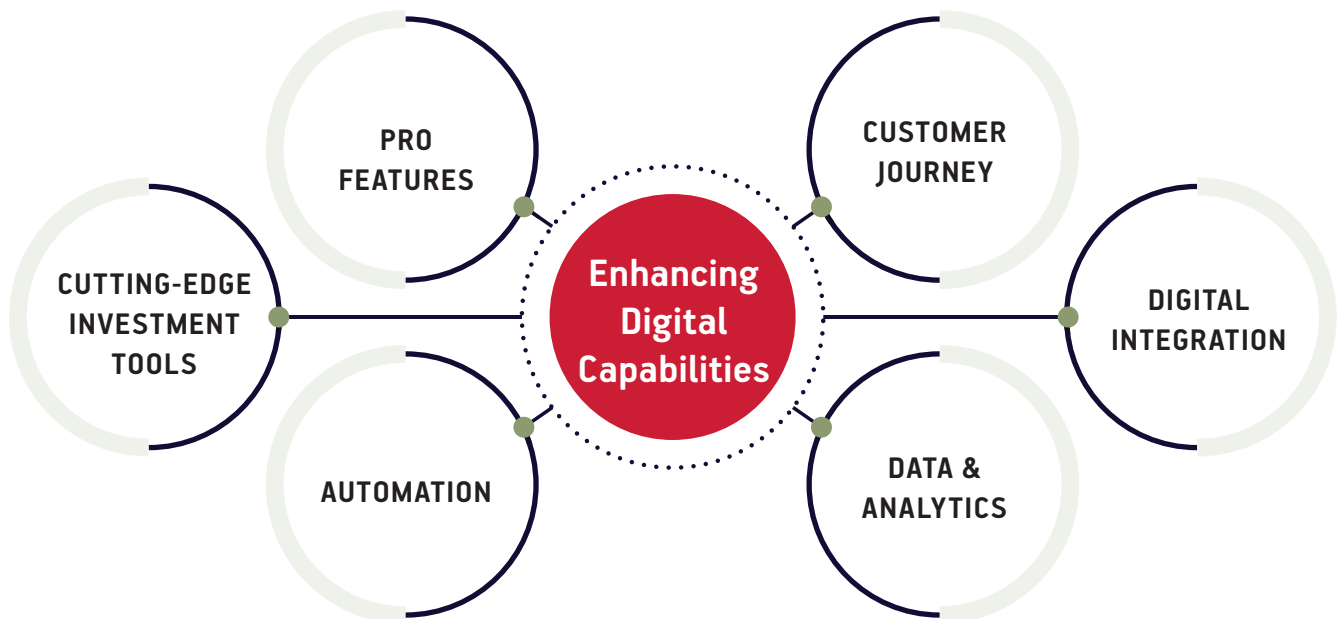 PRO
FEATURES
CUSTOMER
JOURNEY
CUTTING-EDGE
INVESTMENT
TOOLS
Enhancing
Digital
Capabilities
DIGITAL
INTEGRATION
AUTOMATION
DATA &
ANALYTICS